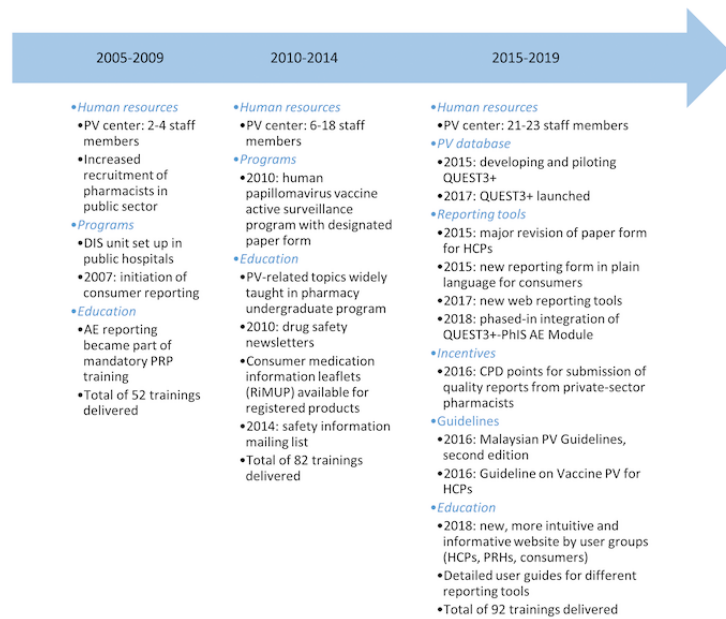 2005-2009
2010-2014
2015-2019
•Human resources
•PV center: 2-4 staff
members
•Increased
recruitment of
pharmacists in
public sector
•Programs
•DIS unit set up in
public hospitals
•2007: initiation of
consumer reporting
•Education
•AE reporting
became part of
mandatory PRP
training
•Total of 52 trainings
delivered
•Human resources
•PV center: 6-18 staff
members
•Programs
•2010: human
papillomavirus vaccine
active surveillance
program with designated
paper form
•Education
•PV-related topics widely
taught in pharmacy
undergraduate program
•2010: drug safety
newsletters
•Consumer medication
information leaflets
(RiMUP) available for
registered products
•2014: safety information
mailing list
•Total of 82 trainings
delivered
•Human resources
•PV center: 21-23 staff members
•PV database
•2015: developing and piloting
QUEST3+
•2017: QUEST3+ launched
•Reporting tools
•2015: major revision of paper form
for HCPs
•2015: new reporting form in plain
language for consumers
•2017: new web reporting tools
•2018: phased-in integration of
QUEST3+-PhIS AE Module
•Incentives
•2016: CPD points for submission of
quality reports from private-sector
pharmacists
•Guidelines
•2016: Malaysian PV Guidelines,
second edition
•2016: Guideline on Vaccine PV for
HCPs
•Education
•2018: new, more intuitive and
informative website by user groups
(HCPs, PRHs, consumers)
•Detailed user guides for different
reporting tools
•Total of 92 trainings delivered